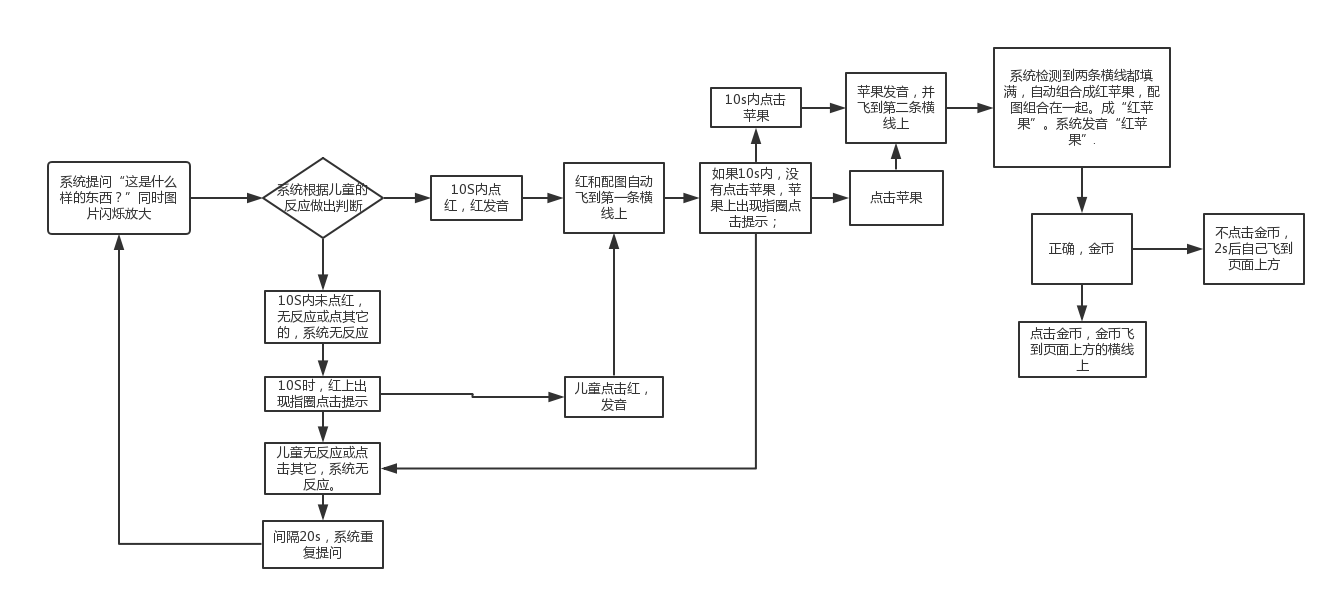 系统提问“这是什么
样的东西？”同时图
片闪烁放大
系统根据儿童的
反应做出判断
10S内点
红，红发音
红和配图自动
飞到第一条横
线上
10s内点击
苹果
如果10s内，没
有点击苹果，苹
果上出现指圈点
击提示；
苹果发音，并
飞到第二条横
线上
点击苹果
系统检测到两条横线都填
满，自动组合成红苹果，配
图组合在一起。成“红苹
果”。系统发音“红苹
果”.
正确，金币
不点击金币，
2s后自己飞到
页面上方
点击金币，金币飞
到页面上方的横线
上
10S内未点红，
无反应或点其它
的，系统无反应
10S时，红上出
现指圈点击提示
儿童点击红，
发音
儿童无反应或点
击其它，系统无
反应。
间隔20s，系统重
复提问